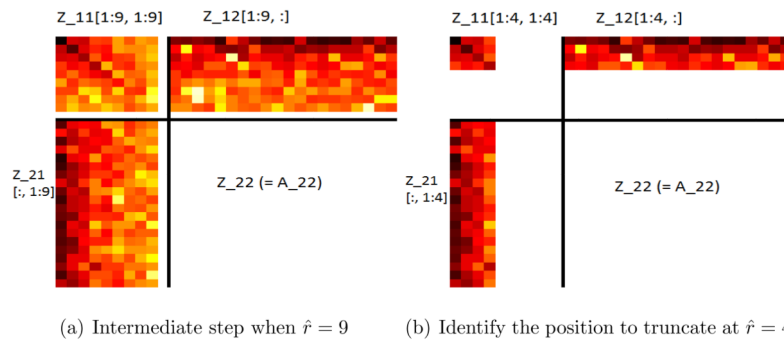 Z_11[1:9, 1:9]
Z_12[1:9, :]
Z_21
[:, 1:9]
Z_22 (= A_22)
Z_11[1:4, 1:4]
Z_12[1:4, :]
Z_21
[:, 1:4]
Z_22 (= A_22)
(a) Intermediate step when r̂ = 9
(b) Identify the position to truncate at r̂ = 4